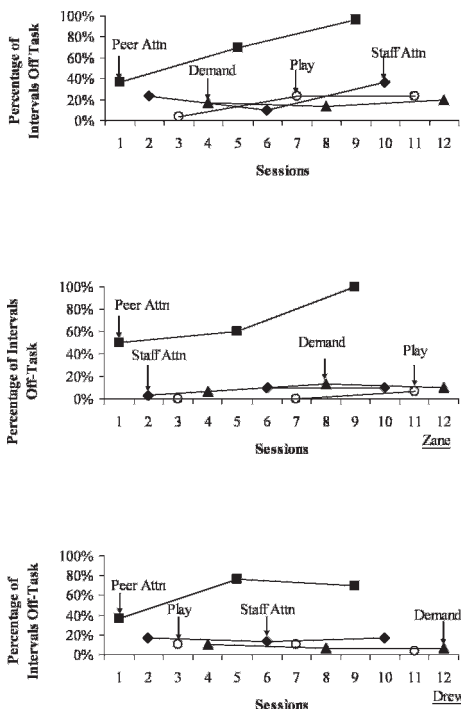 Percentage of
Intervals Off Task
100%
80%
60%
40%
20%
0%
Peer Attn
Demand
Play
Staff Attn
1 2 3 4 5 6 7 8 9 10 11 12
Sessions
Percentage of Intervals
Off-Task
100%
80%
60%
40%
20%
0%
Peer Attn
Staff Attn
Demand
Play
1 2 3 4 5 6 7 8 9 10 11 12
Sessions
Zane
Percentage of
Intervals Off-Task
100%
80%
60%
40%
20%
0%
Peer Attn
Play
Staff Attn
Demand
1 2 3 4 5 6 7 8 9 10 11 12
Sessions
Drew